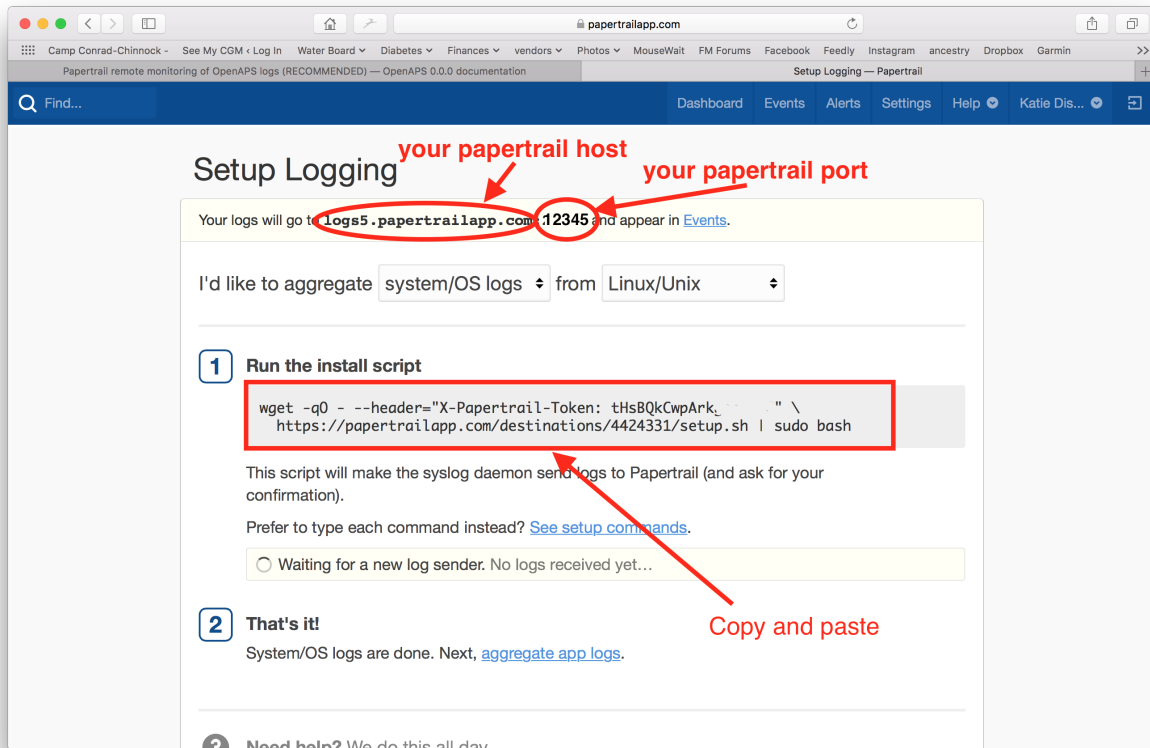 papertrailapp.com
Camp Conrad-Chinnock - See My CGM ‹ Log In Water Board Diabetes Finances vendors Photos MouseWait FM Forums Facebook Feedly Instagram ancestry Dropbox Garmin >>
Papertrail remote monitoring of OpenAPS logs (RECOMMENDED) — OpenAPS 0.0.0 documentation Setup Logging — Papertrail +
Find... Dashboard Events Alerts Settings Help Katie Dis...
your papertrail host
Setup Logging
your papertrail port
Your logs will go to logs5.papertrailapp.com:12345 and appear in Events.
I'd like to aggregate system/OS logs from Linux/Unix
1 Run the install script
wget -qO - --header="X-Papertrail-Token: tHsBQkCwpArk " \
https://papertrailapp.com/destinations/4424331/setup.sh | sudo bash
This script will make the syslog daemon send logs to Papertrail (and ask for your
confirmation).
Prefer to type each command instead? See setup commands.
Waiting for a new log sender. No logs received yet…
2 That's it!
Copy and paste
System/OS logs are done. Next, aggregate app logs.
? Need help? We do this all day